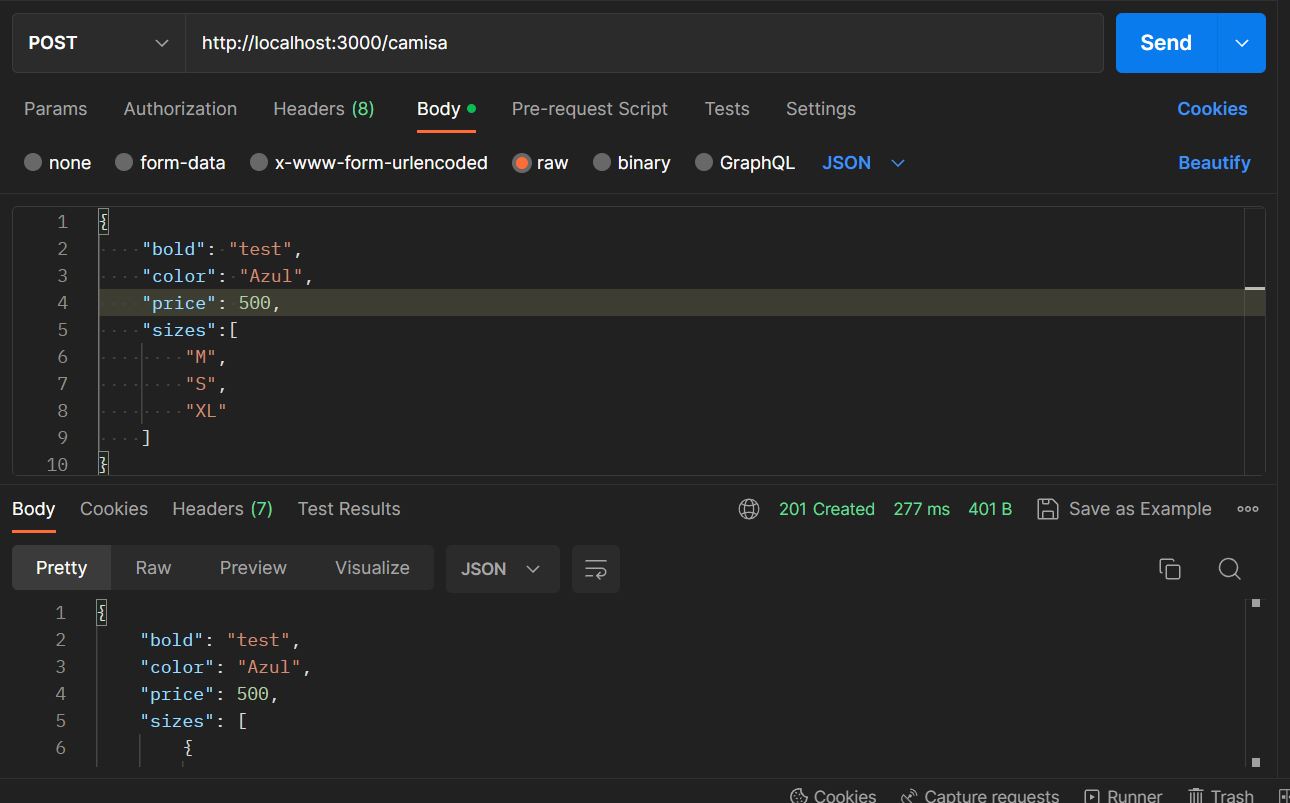 POST http://localhost:3000/camisa Send
Params Authorization Headers (8) Body Pre-request Script Tests Settings Cookies
none form-data x-www-form-urlencoded raw binary GraphQL JSON Beautify
1 {
2 "bold": "test",
3 "color": "Azul",
4 "price": 500,
5 "sizes":[
6 "M",
7 "S",
8 "XL"
9 ]
10 }
Body Cookies Headers (7) Test Results 201 Created 277 ms 401 B Save as Example
Pretty Raw Preview Visualize JSON
1 {
2 "bold": "test",
3 "color": "Azul",
4 "price": 500,
5 "sizes": [
6 {
Cookies Capture requests Runner Trash